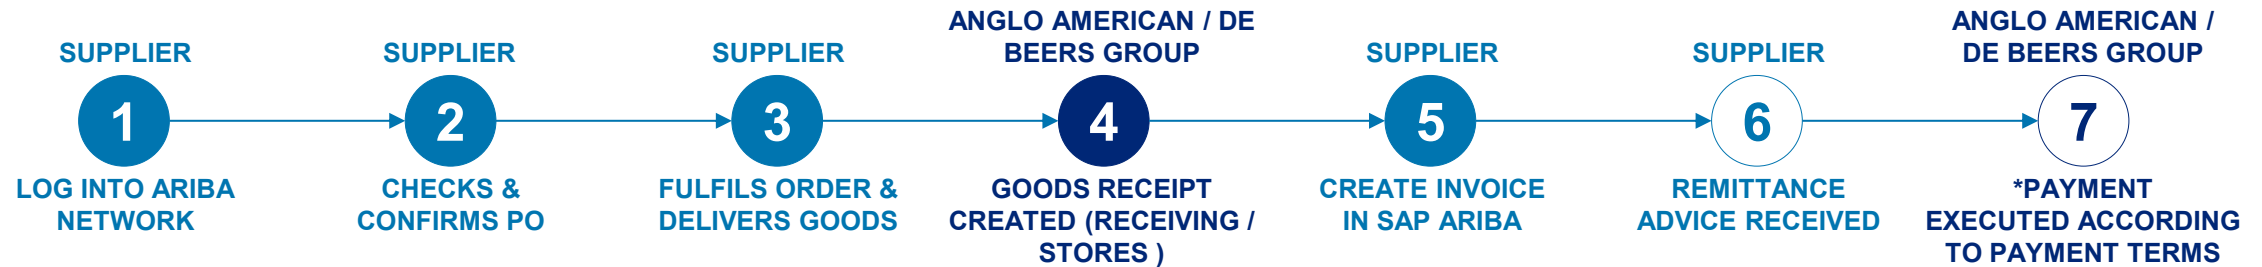 SUPPLIER
1
LOG INTO ARIBA
NETWORK
SUPPLIER
2
CHECKS &
CONFIRMS PO
SUPPLIER
3
FULFILS ORDER &
DELIVERS GOODS
ANGLO AMERICAN / DE
BEERS GROUP
4
GOODS RECEIPT
CREATED (RECEIVING /
STORES )
SUPPLIER
5
CREATE INVOICE
IN SAP ARIBA
SUPPLIER
6
REMITTANCE
ADVICE RECEIVED
ANGLO AMERICAN /
DE BEERS GROUP
7
*PAYMENT
EXECUTED ACCORDING
TO PAYMENT TERMS